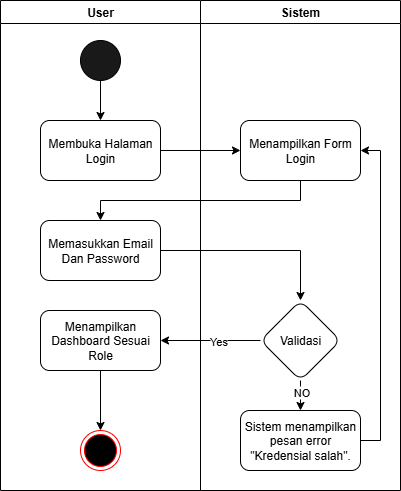 User
Sistem
Membuka Halaman
Login
Menampilkan Form
Login
Memasukkan Email
Dan Password
Menampilkan
Dashboard Sesuai
Role
Yes
Validasi
NO
Sistem menampilkan
pesan error
"Kredensial salah".